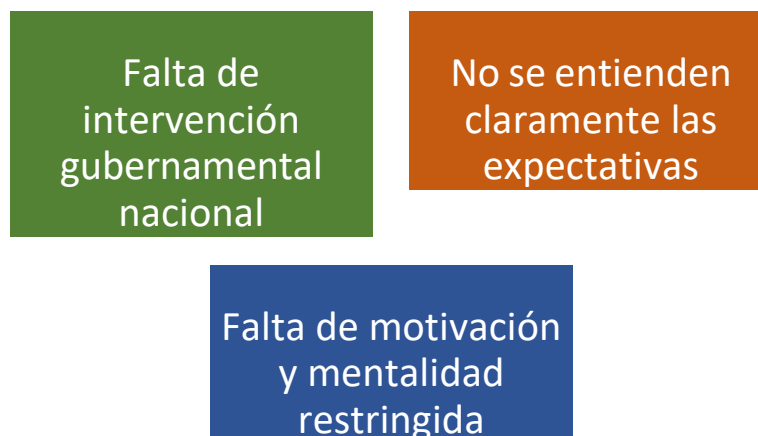 Falta de
intervención
gubernamental
nacional
No se entienden
claramente las
expectativas
Falta de motivación
y mentalidad
restringida